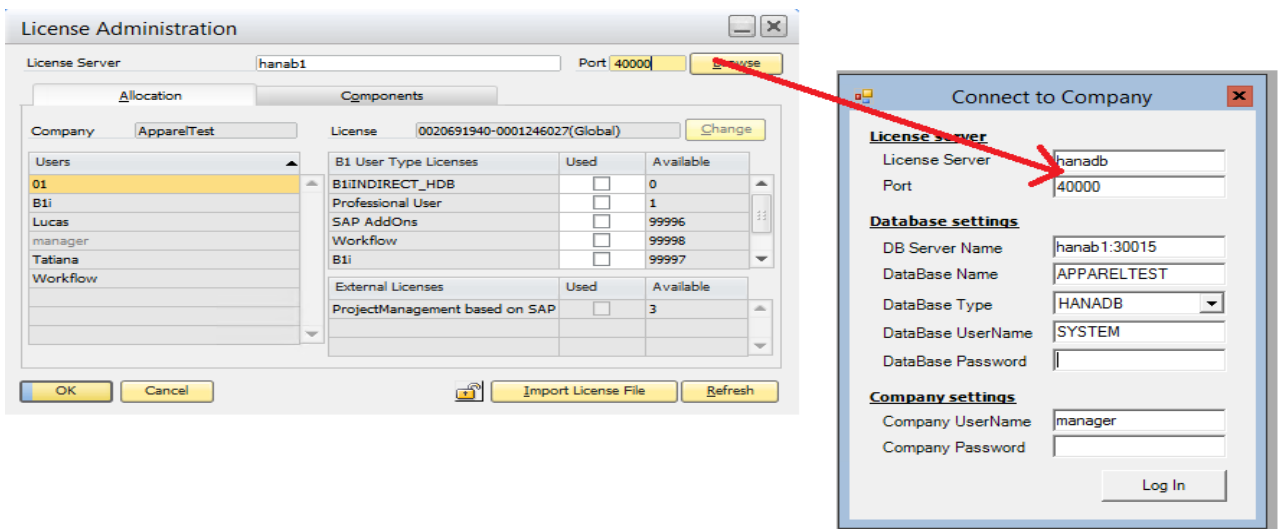 License Administration
License Server hanab1 Port 40000 Browse
Allocation Components
Company ApparelTest License 0020691940-0001246027(Global) Change
Users B1 User Type Licenses Used Available
01 B1iINDIRECT_HDB 0
B1i Professional User 1
Lucas SAP AddOns 99996
manager Workflow 99998
Tatiana B1i 99997
Workflow
External Licenses Used Available
ProjectManagement based on SAP 3
OK Cancel Import License File Refresh
Connect to Company
License server
License Server hanadb
Port 40000
Database settings
DB Server Name hanab1:30015
DataBase Name APPARELTEST
DataBase Type HANADB
DataBase UserName SYSTEM
DataBase Password
Company settings
Company UserName manager
Company Password
Log In